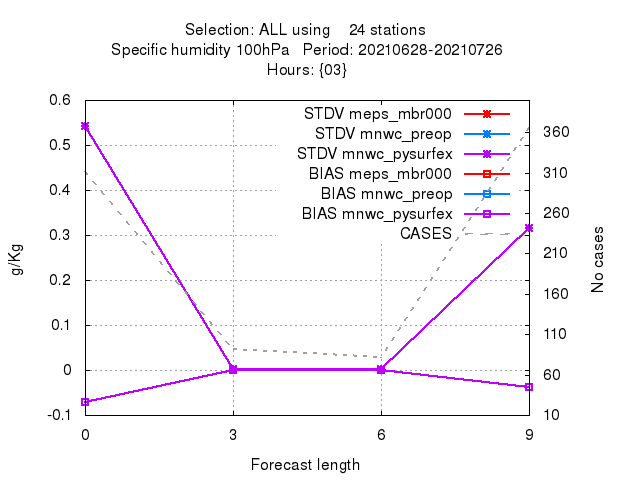 Selection: ALL using    24 stations
Specific humidity 100hPa   Period: 20210628-20210726
Hours: {03}
0.6
0.5
0.4
0.3
0.2
0.1
0
-0.1
g/Kg
STDV meps_mbr000
STDV mnwc_preop
STDV mnwc_pysurfex
BIAS meps_mbr000
BIAS mnwc_preop
BIAS mnwc_pysurfex
CASES
360
310
260
210
160
110
60
10
No cases
0 3 6 9
Forecast length